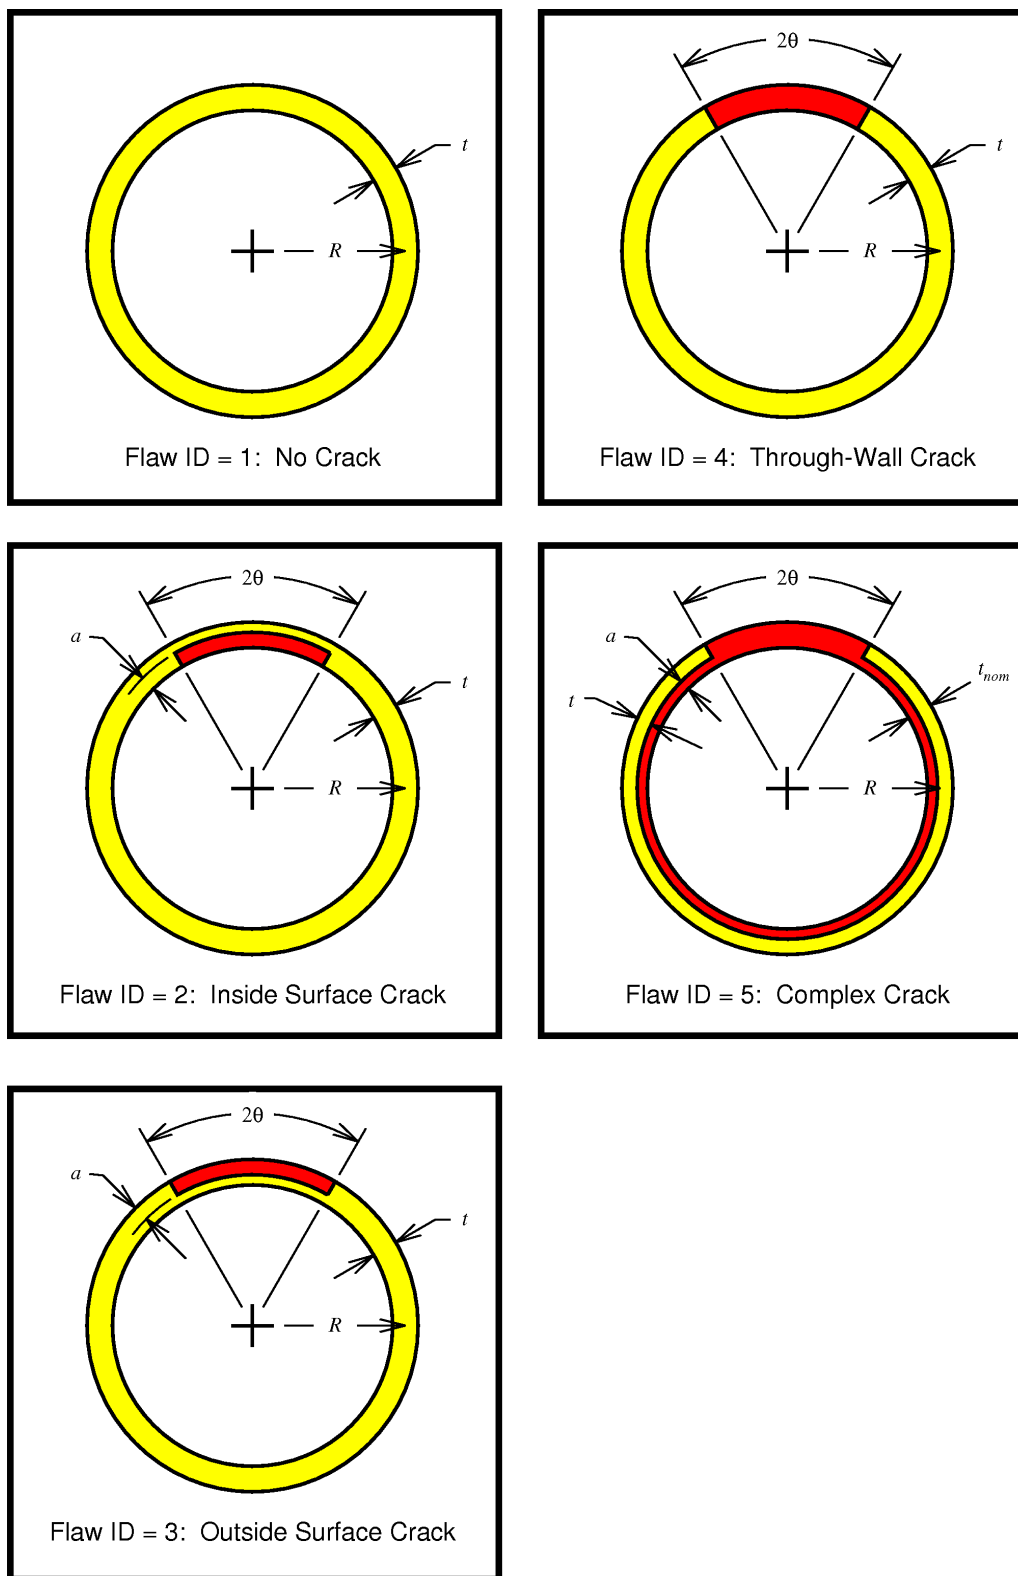 t
R
Flaw ID = 1: No Crack
2θ
t
R
Flaw ID = 4: Through-Wall Crack
2θ
a
t
R
Flaw ID = 2: Inside Surface Crack
2θ
a
tnom
t
R
Flaw ID = 5: Complex Crack
2θ
a
t
R
Flaw ID = 3: Outside Surface Crack